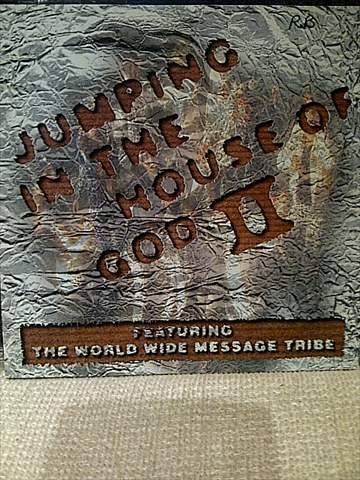 R.B
JUMPING
IN THE
HOUSE OF
GOD II
FEATURING
THE WORLD WIDE MESSAGE TRIBE